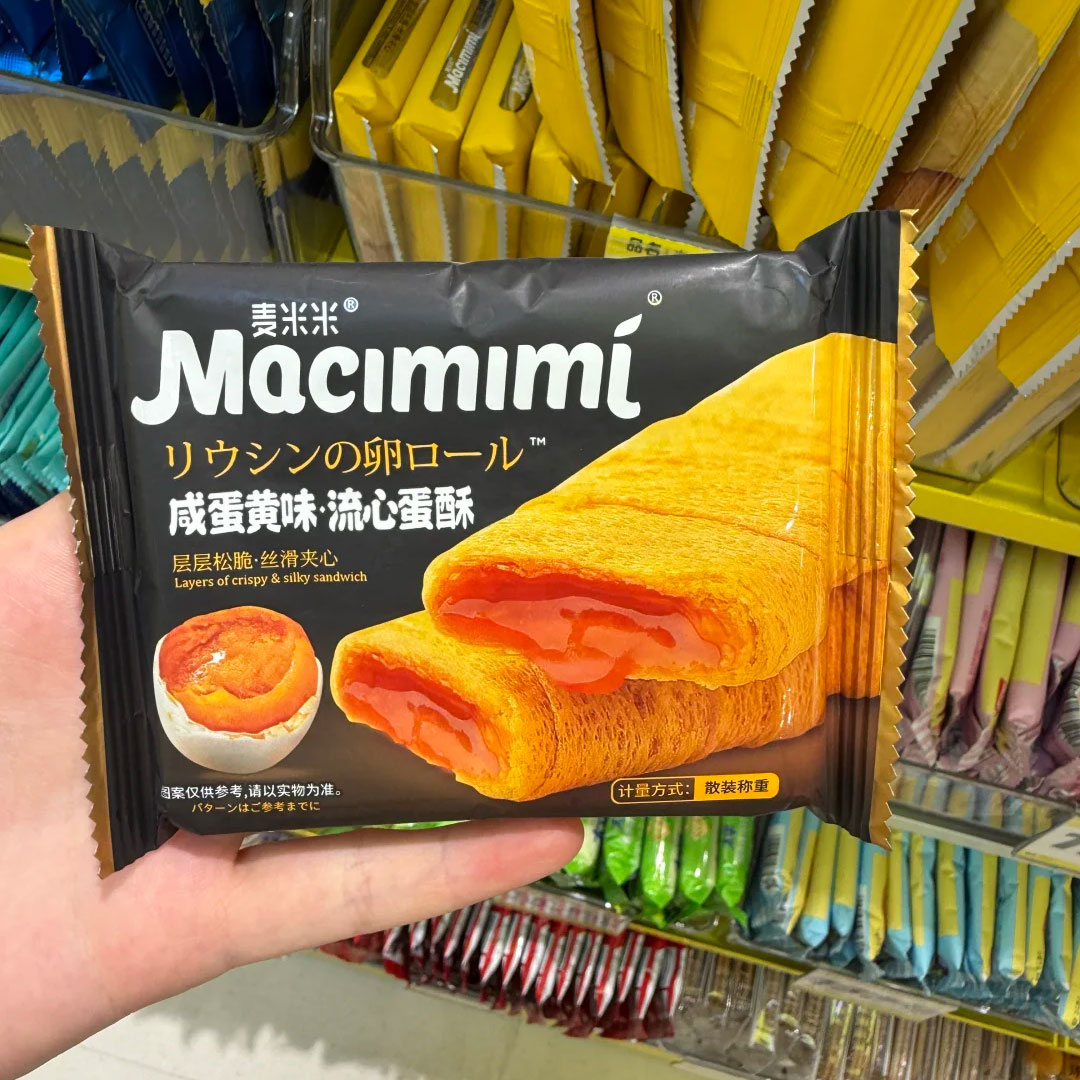 Macimimi
品名
麦米米®
Macimimi®
リウシンの卵ロール™
咸蛋黄味·流心蛋酥
层层松脆·丝滑夹心
Layers of crispy & silky sandwich
图案仅供参考,请以实物为准。
パターンはご参考までに
计量方式: 散装称重